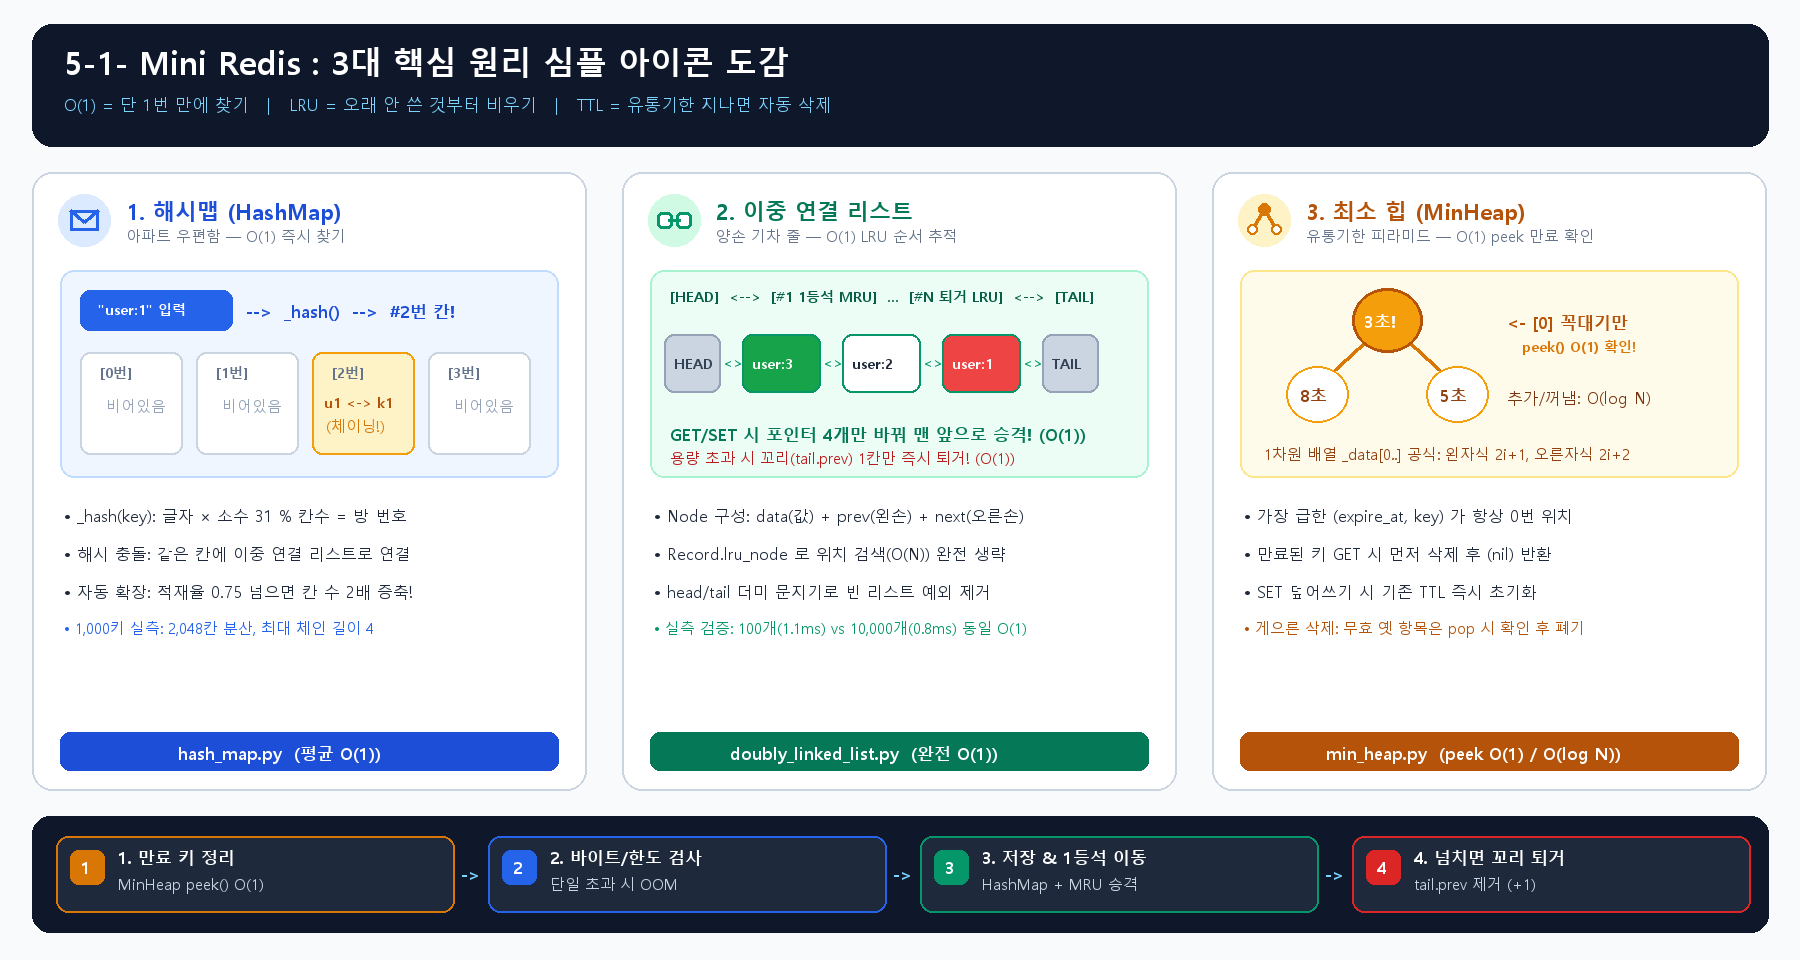 5-1- Mini Redis : 3대 핵심 원리 심플 아이콘 도감
O(1) = 단 1번 만에 찾기 | LRU = 오래 안 쓴 것부터 비우기 | TTL = 유통기한 지나면 자동 삭제
1. 해시맵 (HashMap)
아파트 우편함 — O(1) 즉시 찾기
"user:1" 입력
--> _hash() --> #2번 칸!
[0번]
비어있음
[1번]
비어있음
[2번]
u1 <-> k1
(체이닝!)
[3번]
비어있음
• _hash(key): 글자 × 소수 31 % 칸수 = 방 번호
• 해시 충돌: 같은 칸에 이중 연결 리스트로 연결
• 자동 확장: 적재율 0.75 넘으면 칸 수 2배 증축!
• 1,000키 실측: 2,048칸 분산, 최대 체인 길이 4
hash_map.py (평균 O(1))
2. 이중 연결 리스트
양손 기차 줄 — O(1) LRU 순서 추적
[HEAD] <--> [#1 1등석 MRU] ... [#N 퇴거 LRU] <--> [TAIL]
HEAD <> user:3 <> user:2 <> user:1 <> TAIL
GET/SET 시 포인터 4개만 바꿔 맨 앞으로 승격! (O(1))
용량 초과 시 꼬리(tail.prev) 1칸만 즉시 퇴거! (O(1))
• Node 구성: data(값) + prev(왼손) + next(오른손)
• Record.lru_node 로 위치 검색(O(N)) 완전 생략
• head/tail 더미 문지기로 빈 리스트 예외 제거
• 실측 검증: 100개(1.1ms) vs 10,000개(0.8ms) 동일 O(1)
doubly_linked_list.py (완전 O(1))
3. 최소 힙 (MinHeap)
유통기한 피라미드 — O(1) peek 만료 확인
3초!
8초
5초
<- [0] 꼭대기만
peek() O(1) 확인!
추가/꺼냄: O(log N)
1차원 배열 _data[0..] 공식: 왼자식 2i+1, 오른자식 2i+2
• 가장 급한 (expire_at, key) 가 항상 0번 위치
• 만료된 키 GET 시 먼저 삭제 후 (nil) 반환
• SET 덮어쓰기 시 기존 TTL 즉시 초기화
• 게으른 삭제: 무효 옛 항목은 pop 시 확인 후 폐기
min_heap.py (peek O(1) / O(log N))
1
1. 만료 키 정리
MinHeap peek() O(1)
->
2
2. 바이트/한도 검사
단일 초과 시 OOM
->
3
3. 저장 & 1등석 이동
HashMap + MRU 승격
->
4
4. 넘치면 꼬리 퇴거
tail.prev 제거 (+1)